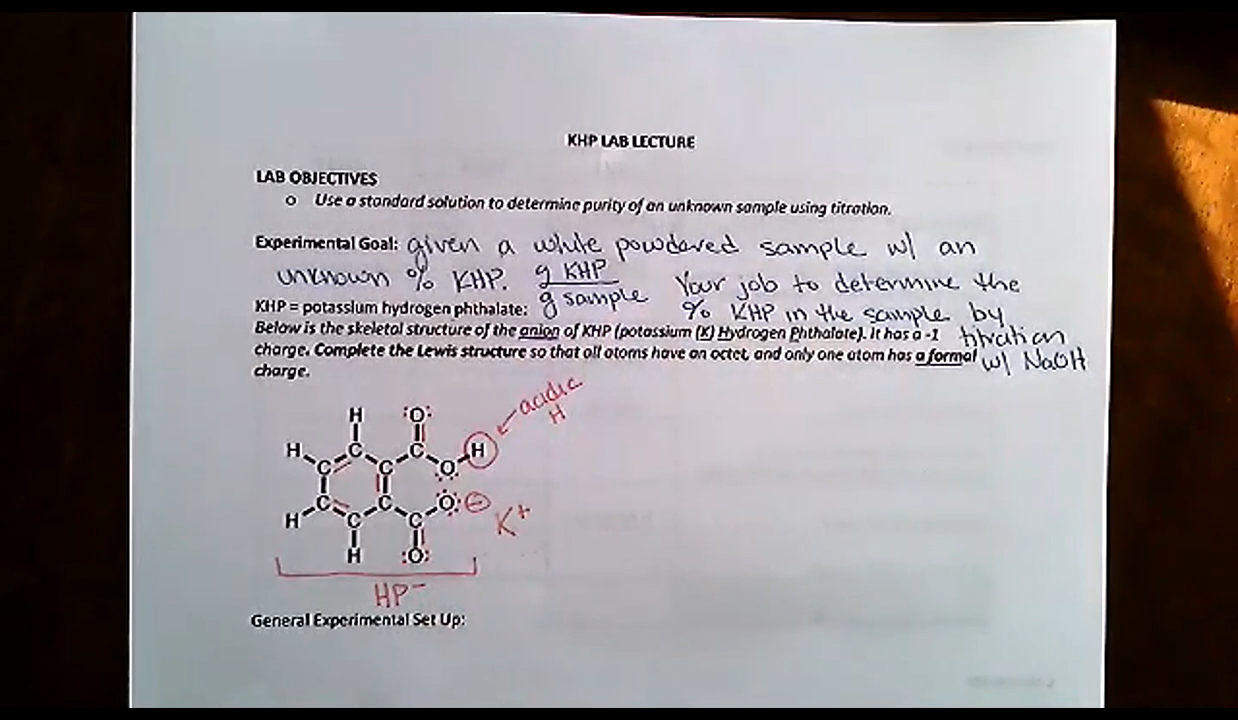 KHP LAB LECTURE
LAB OBJECTIVES
o Use a standard solution to determine purity of an unknown sample using titration.
Experimental Goal: given a white powdered sample w/ an
unknown % KHP. g KHP / g sample Your job to determine the
KHP = potassium hydrogen phthalate: % KHP in the sample by
Below is the skeletal structure of the anion of KHP (potassium (K) Hydrogen Phthalate). It has a -1 titration
charge. Complete the Lewis structure so that all atoms have an octet, and only one atom has a formal w/ NaOH
charge.
acidic
H
H :O:
H C C O H
C C
C C O: ⊖ K+
H C C
H :O:
HP⁻
General Experimental Set Up: